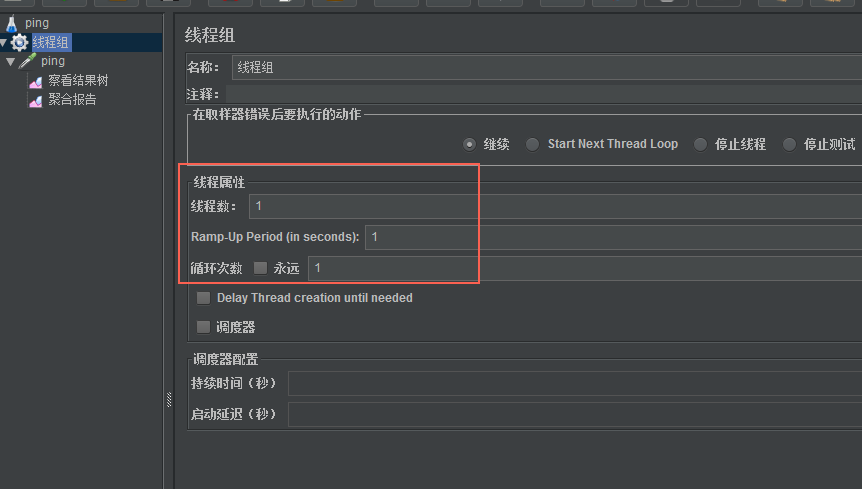 ping
线程组
ping
察看结果树
聚合报告
线程组
名称： 线程组
注释：
在取样器错误后要执行的动作
继续 Start Next Thread Loop 停止线程 停止测试
线程属性
线程数： 1
Ramp-Up Period (in seconds): 1
循环次数 永远 1
Delay Thread creation until needed
调度器
调度器配置
持续时间（秒）
启动延迟（秒）